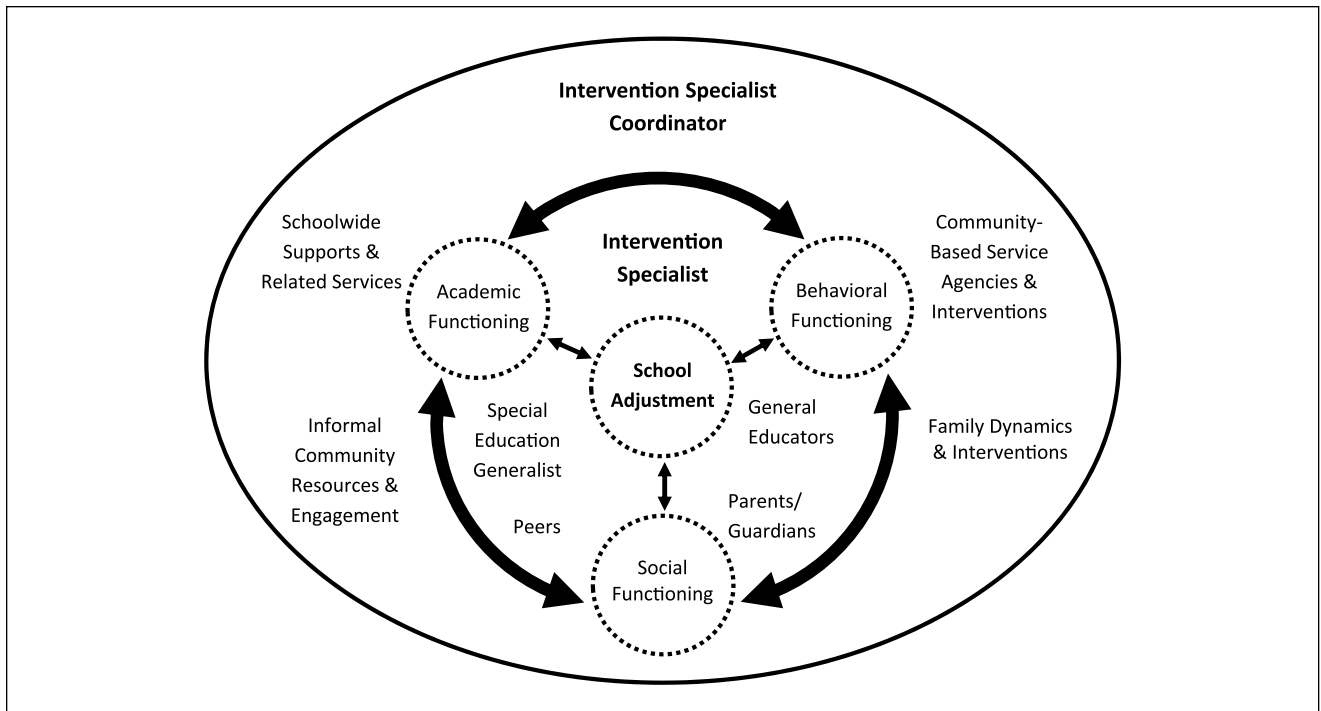 Intervention Specialist
Coordinator
Schoolwide
Supports &
Related Services
Community-
Based Service
Agencies &
Interventions
Intervention
Specialist
Academic
Functioning
Behavioral
Functioning
School
Adjustment
Special
Education
Generalist
General
Educators
Informal
Community
Resources &
Engagement
Family Dynamics
& Interventions
Peers
Parents/
Guardians
Social
Functioning